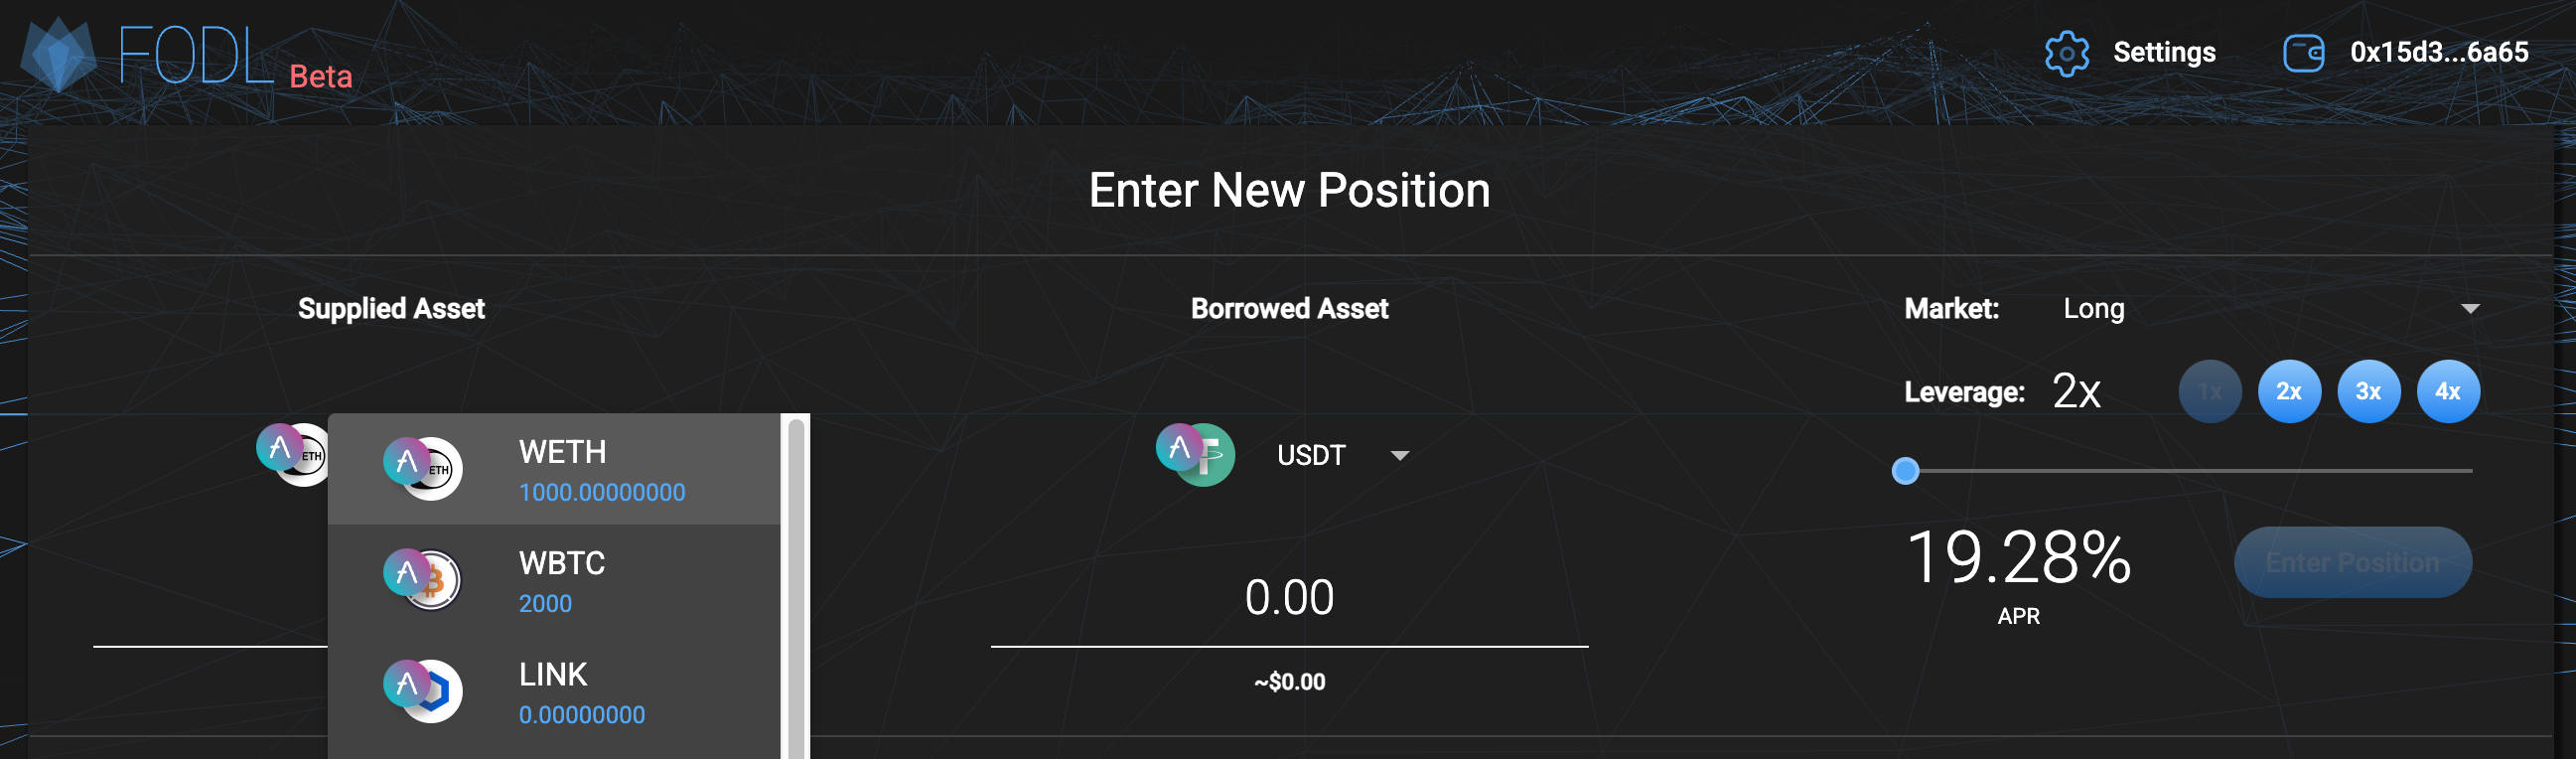 FODL Beta
Settings
0x15d3...6a65
Enter New Position
Supplied Asset
ETH
WETH
1000.00000000
ETH
WBTC
2000
LINK
0.00000000
Borrowed Asset
USDT
0.00
~$0.00
Market: Long
Leverage: 2x
1x 2x 3x 4x
19.28%
APR
Enter Position